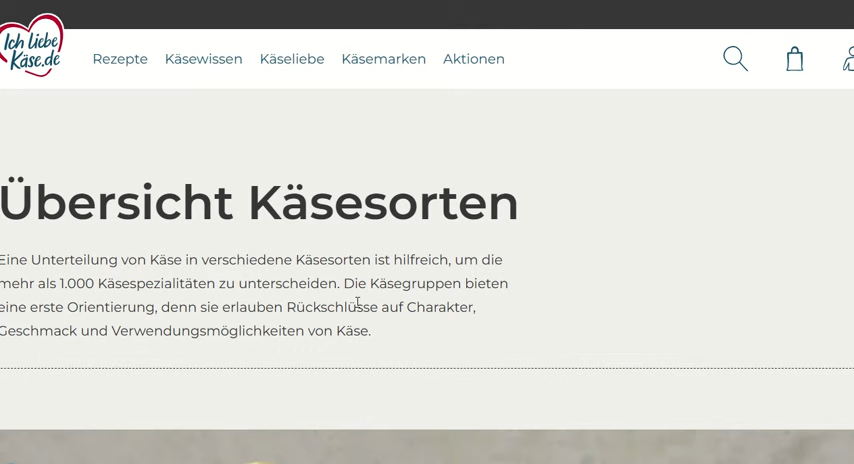 Ich liebe
Käse.de
Rezepte Käsewissen Käseliebe Käsemarken Aktionen
Übersicht Käsesorten
Eine Unterteilung von Käse in verschiedene Käsesorten ist hilfreich, um die
mehr als 1.000 Käsespezialitäten zu unterscheiden. Die Käsegruppen bieten
eine erste Orientierung, denn sie erlauben Rückschlüsse auf Charakter,
Geschmack und Verwendungsmöglichkeiten von Käse.